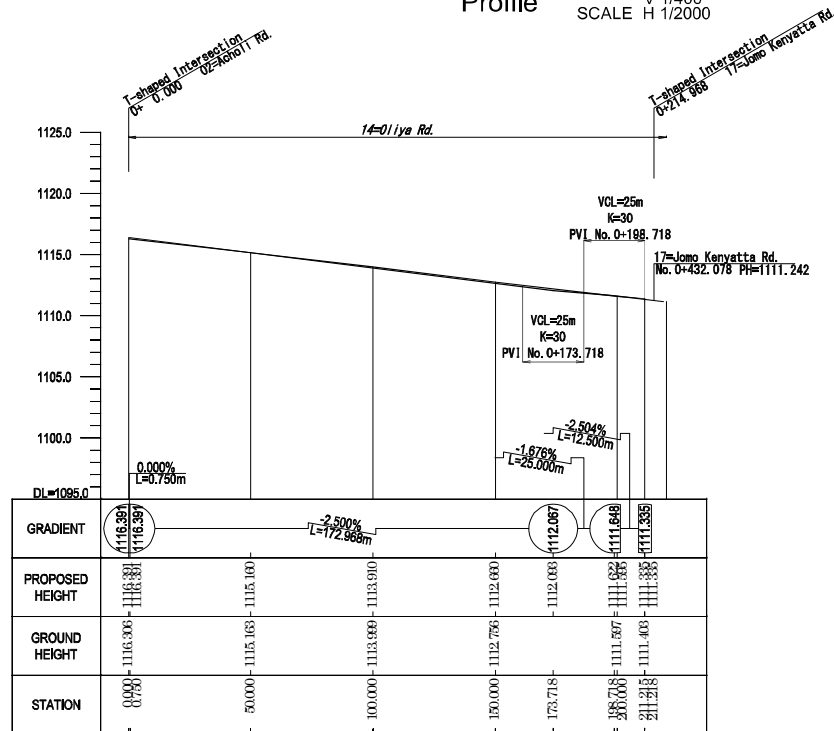 Profile
SCALE H 1/2000
T-shaped Intersection
0+ 0.000 02=Acholi Rd.
T-shaped Intersection
0+214.968 17=Jomo Kenyatta Rd.
14=Oliya Rd.
1125.0
1120.0
1115.0
1110.0
1105.0
1100.0
DL=1095.0
VCL=25m
K=30
PVI No.0+198.718
17=Jomo Kenyatta Rd.
No.0+432.078 PH=1111.242
VCL=25m
K=30
PVI No.0+173.718
-2.504%
L=12.500m
-1.676%
L=25.000m
0.000%
L=0.750m
GRADIENT
1116.391
1116.391
-2.500%
L=172.968m
1112.067
1111.648
1111.335
PROPOSED
HEIGHT
1116.391
1116.391
1115.160
1113.910
1112.660
1112.093
1111.622
1111.335
1111.335
GROUND
HEIGHT
1116.306
1115.163
1113.999
1112.756
1111.597
1111.403
STATION
0.000
0.750
50.000
100.000
150.000
173.718
198.718
200.000
211.215
211.218